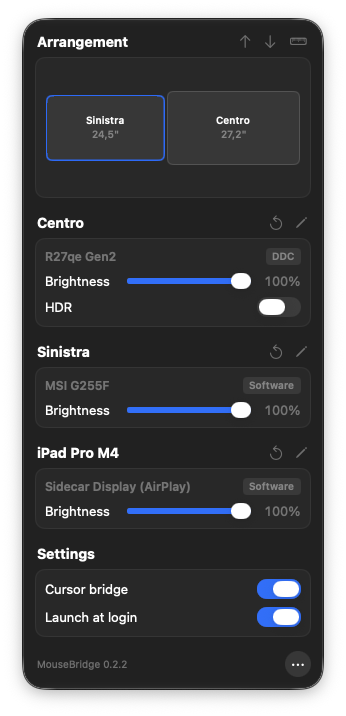 Arrangement
Sinistra
24,5"
Centro
27,2"
Centro
R27qe Gen2
DDC
Brightness
100%
HDR
Sinistra
MSI G255F
Software
Brightness
100%
iPad Pro M4
Sidecar Display (AirPlay)
Software
Brightness
100%
Settings
Cursor bridge
Launch at login
MouseBridge 0.2.2